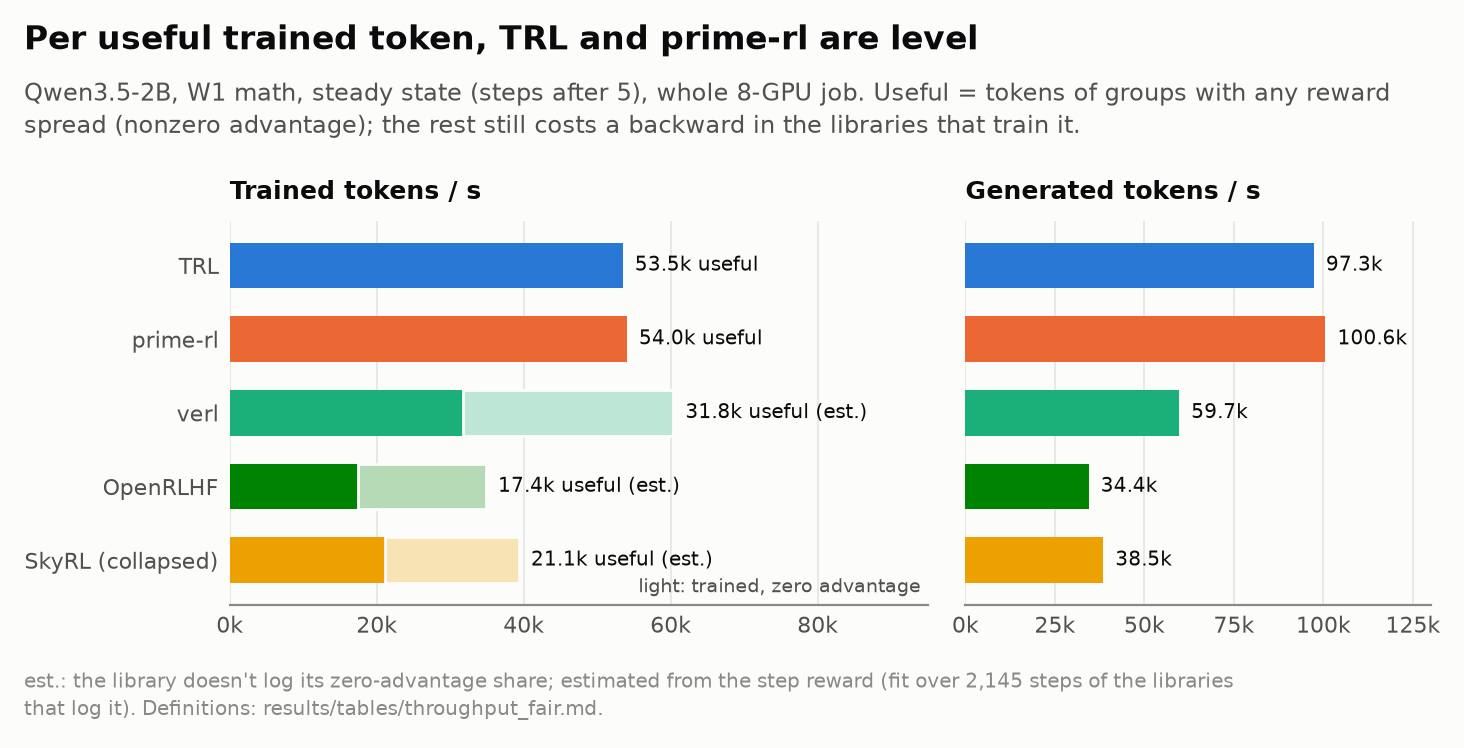 Per useful trained token, TRL and prime-rl are level
Qwen3.5-2B, W1 math, steady state (steps after 5), whole 8-GPU job. Useful = tokens of groups with any reward
spread (nonzero advantage); the rest still costs a backward in the libraries that train it.
Trained tokens / s
TRL
53.5k useful
prime-rl
54.0k useful
verl
31.8k useful (est.)
OpenRLHF
17.4k useful (est.)
SkyRL (collapsed)
21.1k useful (est.)
light: trained, zero advantage
0k 20k 40k 60k 80k
Generated tokens / s
97.3k
100.6k
59.7k
34.4k
38.5k
0k 25k 50k 75k 100k 125k
est.: the library doesn't log its zero-advantage share; estimated from the step reward (fit over 2,145 steps of the libraries
that log it). Definitions: results/tables/throughput_fair.md.